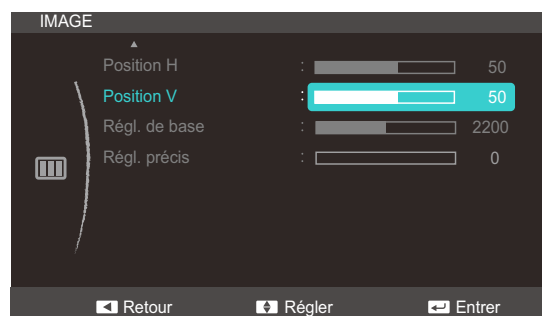 IMAGE
Position H : 50
Position V : 50
Régl. de base : 2200
Régl. précis : 0
Retour Régler Entrer